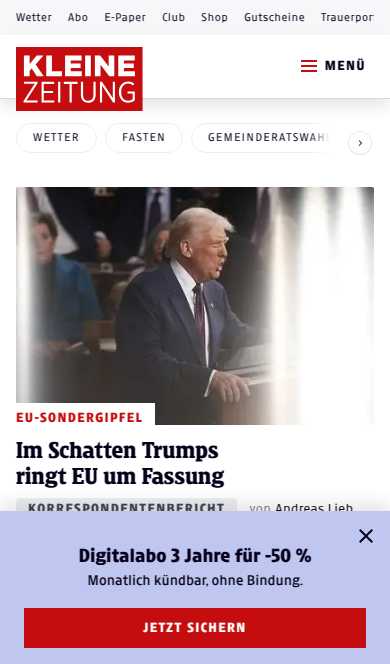 Wetter Abo E-Paper Club Shop Gutscheine Trauerpor
KLEINE
ZEITUNG
MENÜ
WETTER FASTEN GEMEINDERATSWAH
EU-SONDERGIPFEL
Im Schatten Trumps
ringt EU um Fassung
KORRESPONDENTENBERICHT von Andreas Lieb
Digitalabo 3 Jahre für -50 %
Monatlich kündbar, ohne Bindung.
JETZT SICHERN